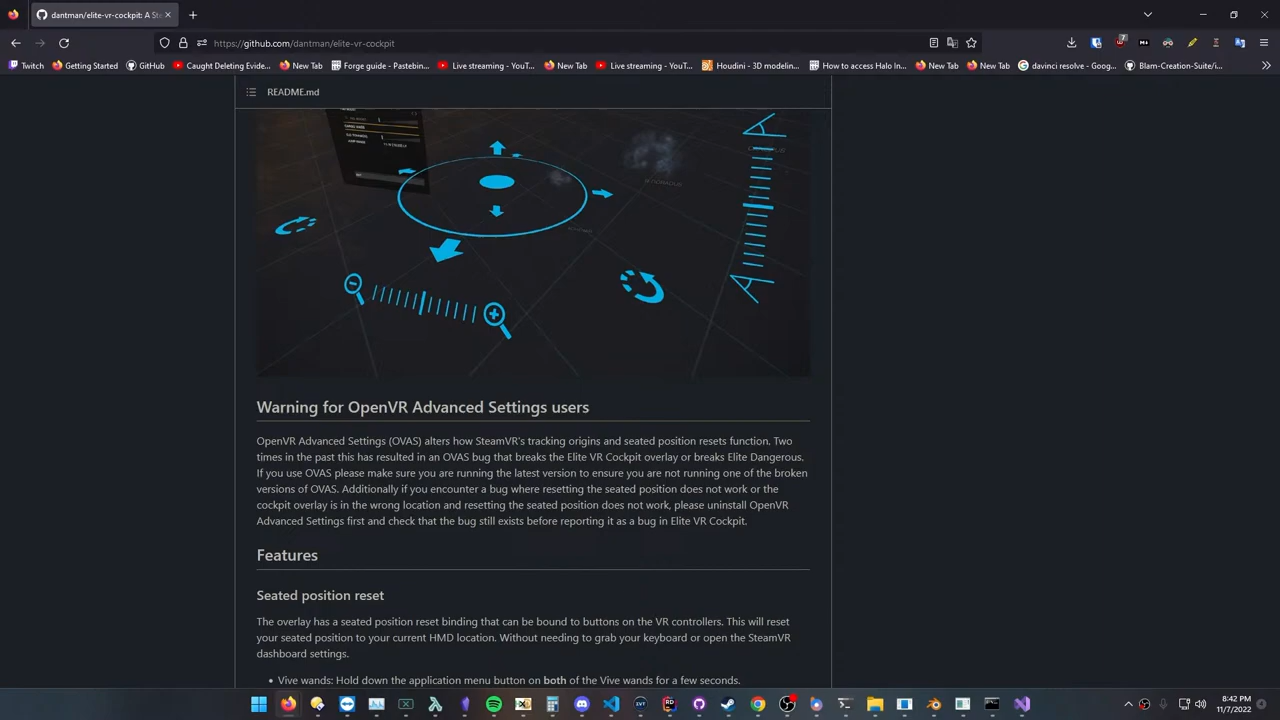 dantman/elite-vr-cockpit: A Ste
https://github.com/dantman/elite-vr-cockpit
Twitch
Getting Started
GitHub
Caught Deleting Evide...
New Tab
Forge guide - Pastebin...
Live streaming - YouT...
New Tab
Live streaming - YouT...
Houdini - 3D modelin...
How to access Halo In...
New Tab
New Tab
davinci resolve - Goog...
Blam-Creation-Suite/i...
README.md
Warning for OpenVR Advanced Settings users
OpenVR Advanced Settings (OVAS) alters how SteamVR's tracking origins and seated position resets function. Two
times in the past this has resulted in an OVAS bug that breaks the Elite VR Cockpit overlay or breaks Elite Dangerous.
If you use OVAS please make sure you are running the latest version to ensure you are not running one of the broken
versions of OVAS. Additionally if you encounter a bug where resetting the seated position does not work or the
cockpit overlay is in the wrong location and resetting the seated position does not work, please uninstall OpenVR
Advanced Settings first and check that the bug still exists before reporting it as a bug in Elite VR Cockpit.
Features
Seated position reset
The overlay has a seated position reset binding that can be bound to buttons on the VR controllers. This will reset
your seated position to your current HMD location. Without needing to grab your keyboard or open the SteamVR
dashboard settings.
• Vive wands: Hold down the application menu button on both of the Vive wands for a few seconds.
8:42 PM
11/7/2022